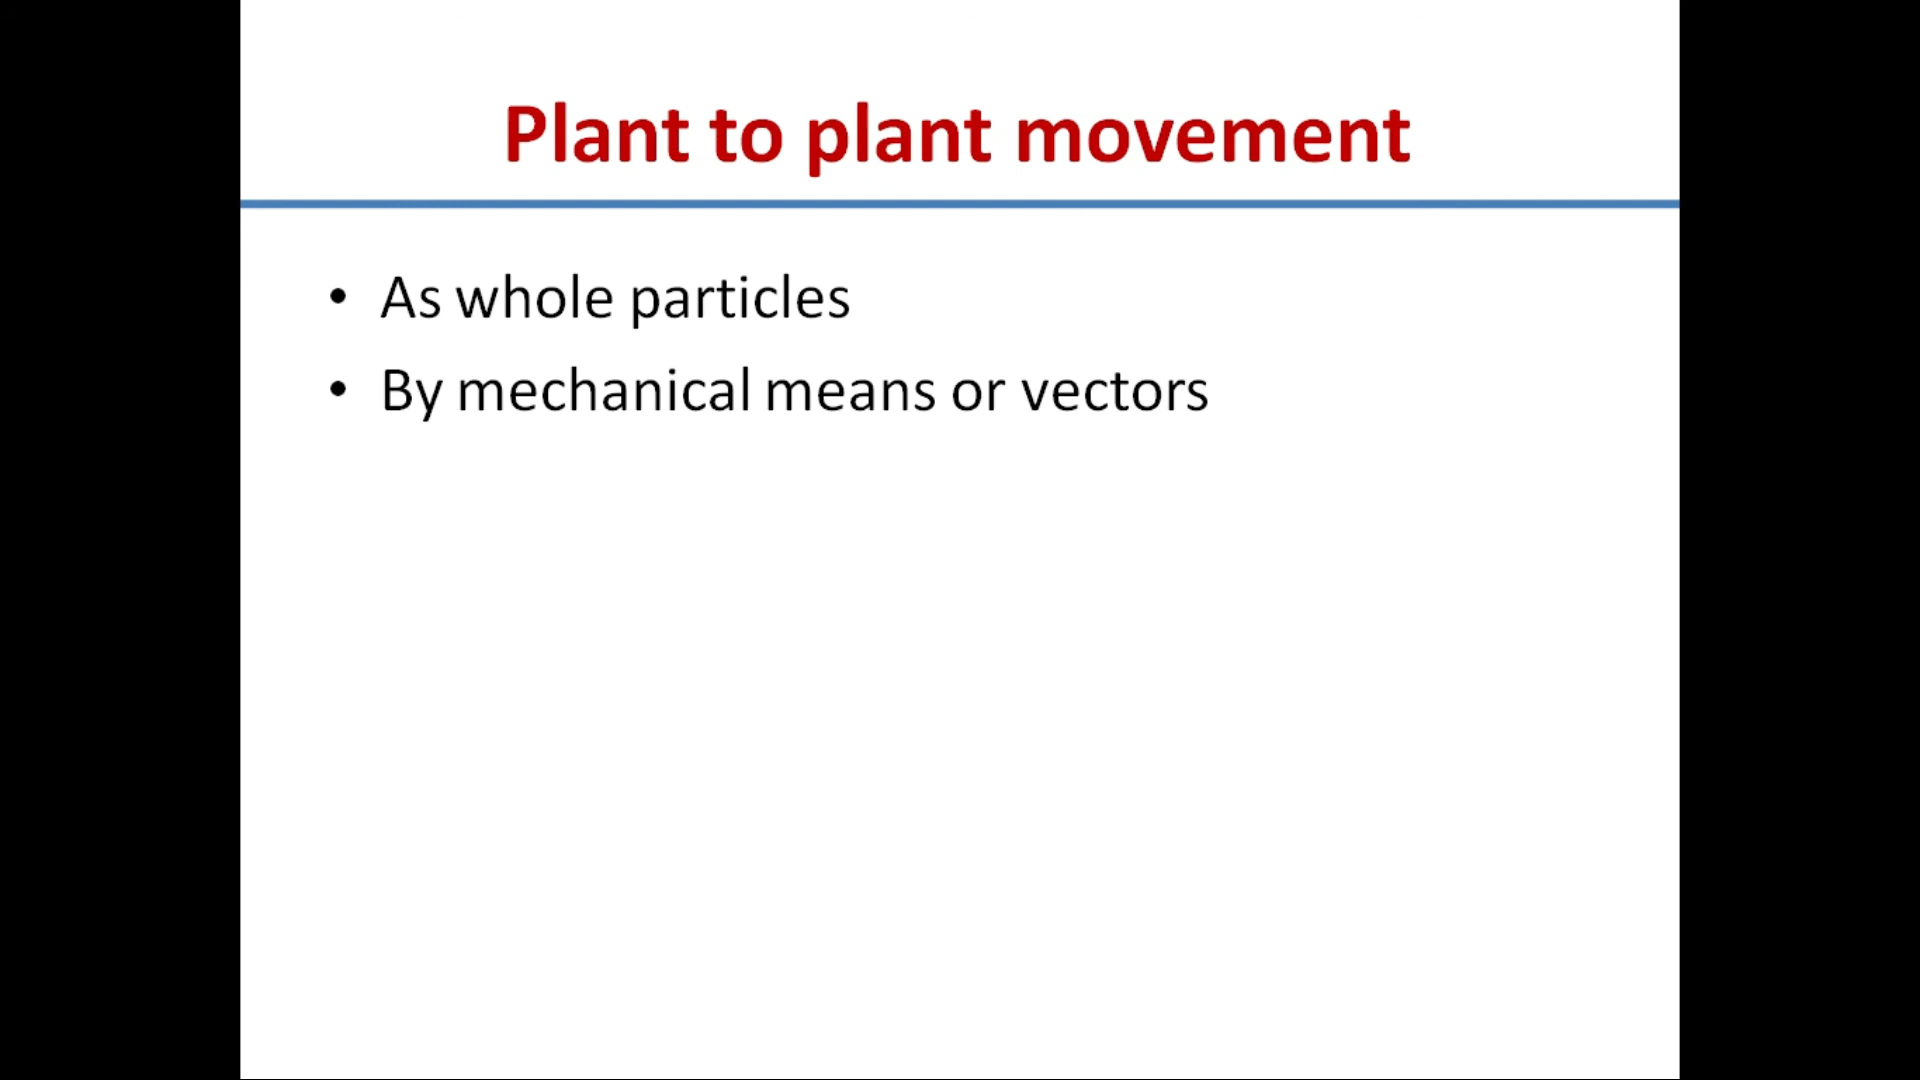 Plant to plant movement
• As whole particles
• By mechanical means or vectors